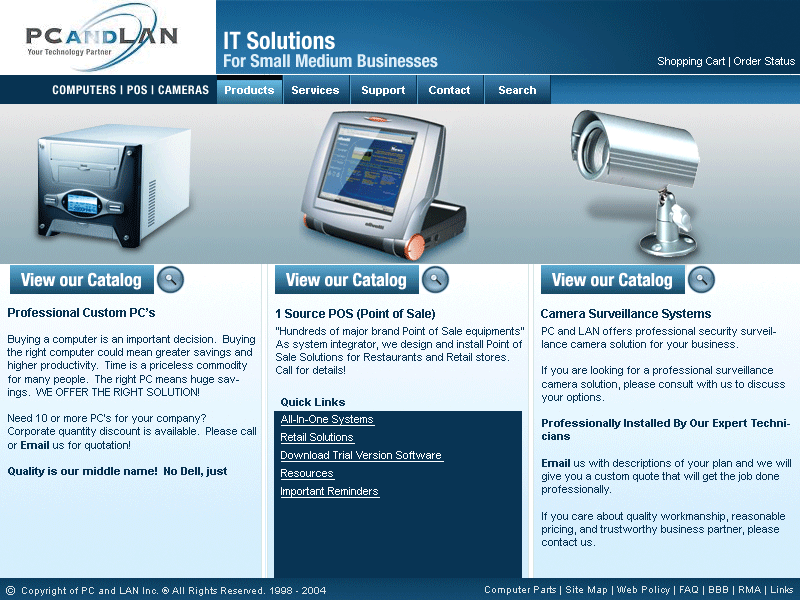 PC AND LAN
Your Technology Partner
IT Solutions
For Small Medium Businesses
Shopping Cart | Order Status
COMPUTERS | POS | CAMERAS
Products
Services
Support
Contact
Search
View our Catalog
Professional Custom PC's
Buying a computer is an important decision. Buying
the right computer could mean greater savings and
higher productivity. Time is a priceless commodity
for many people. The right PC means huge sav-
ings. WE OFFER THE RIGHT SOLUTION!
Need 10 or more PC's for your company?
Corporate quantity discount is available. Please call
or Email us for quotation!
Quality is our middle name! No Dell, just
View our Catalog
1 Source POS (Point of Sale)
"Hundreds of major brand Point of Sale equipments"
As system integrator, we design and install Point of
Sale Solutions for Restaurants and Retail stores.
Call for details!
Quick Links
All-In-One Systems
Retail Solutions
Download Trial Version Software
Resources
Important Reminders
View our Catalog
Camera Surveillance Systems
PC and LAN offers professional security surveil-
lance camera solution for your business.
If you are looking for a professional surveillance
camera solution, please consult with us to discuss
your options.
Professionally Installed By Our Expert Techni-
cians
Email us with descriptions of your plan and we will
give you a custom quote that will get the job done
professionally.
If you care about quality workmanship, reasonable
pricing, and trustworthy business partner, please
contact us.
© Copyright of PC and LAN Inc. ® All Rights Reserved. 1998 - 2004
Computer Parts | Site Map | Web Policy | FAQ | BBB | RMA | Links